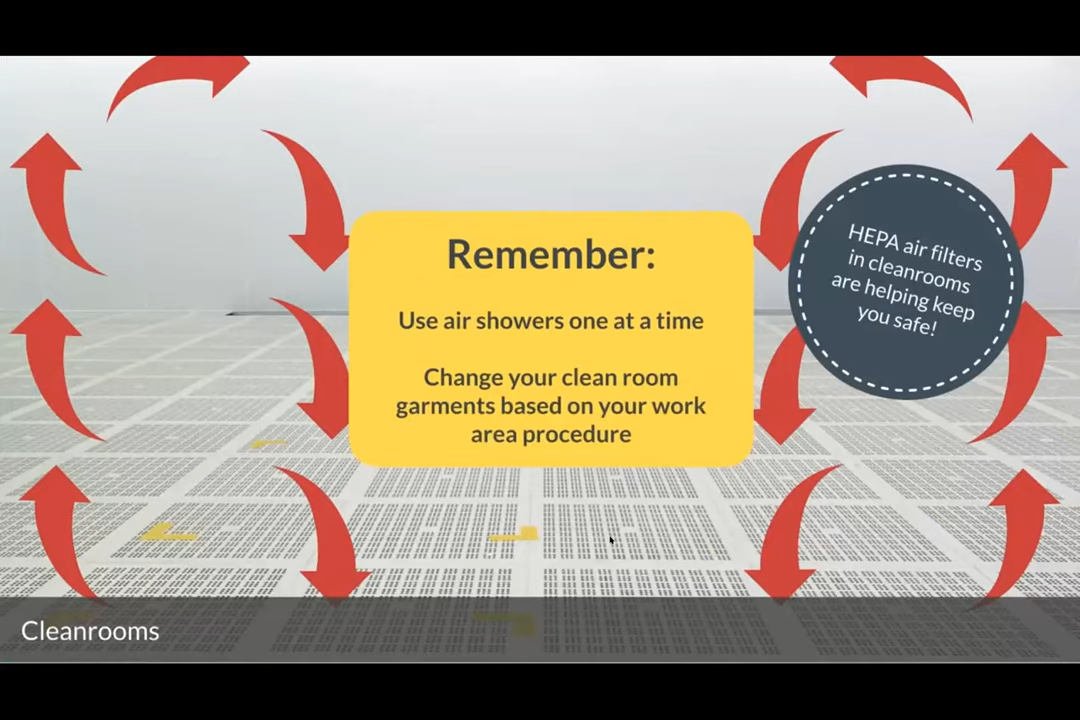 Remember:
Use air showers one at a time
Change your clean room
garments based on your work
area procedure
HEPA air filters
in cleanrooms
are helping keep
you safe!
Cleanrooms